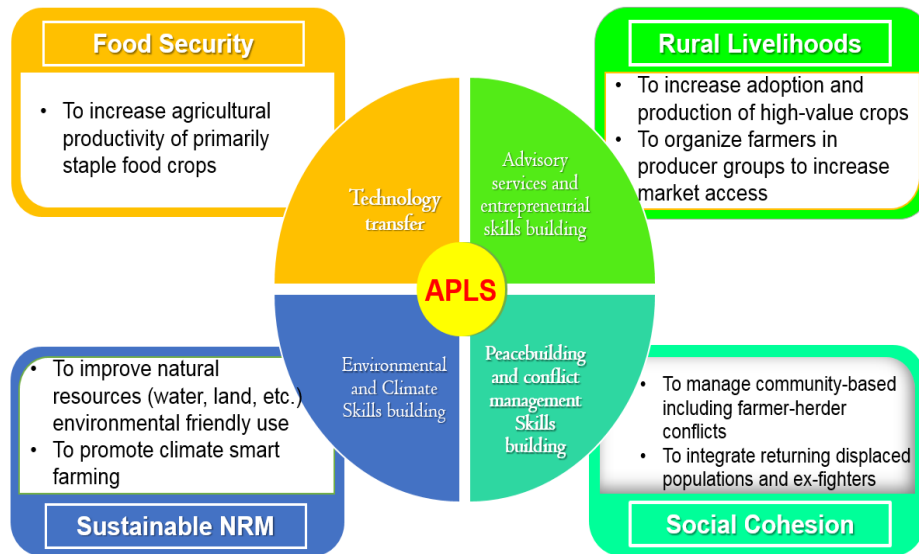 Food Security
• To increase agricultural
productivity of primarily
staple food crops
Rural Livelihoods
• To increase adoption and
production of high-value crops
• To organize farmers in
producer groups to increase
market access
Technology
transfer
Advisory
services and
entrepreneurial
skills building
APLS
Environmental
and Climate
Skills building
Peacebuilding
and conflict
management
Skills
building
• To improve natural
resources (water, land, etc.)
environmental friendly use
• To promote climate smart
farming
Sustainable NRM
• To manage community-based
including farmer-herder
conflicts
• To integrate returning displaced
populations and ex-fighters
Social Cohesion